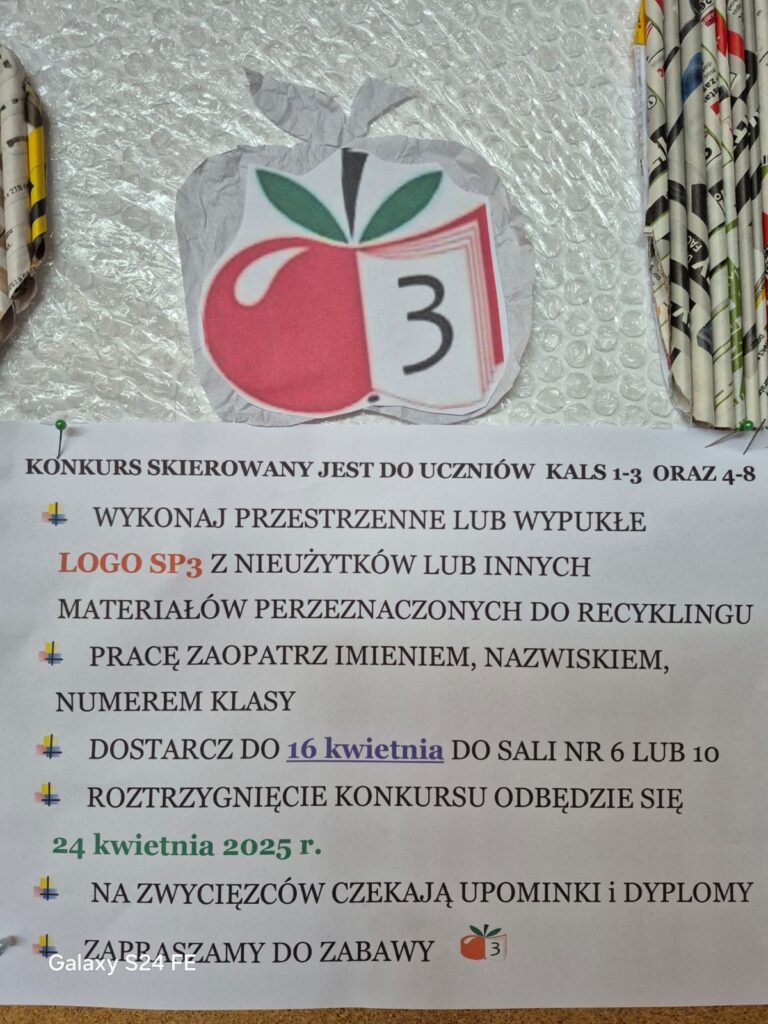 3
KONKURS SKIEROWANY JEST DO UCZNIÓW KALS 1-3 ORAZ 4-8
WYKONAJ PRZESTRZENNE LUB WYPUKŁE
LOGO SP3 Z NIEUŻYTKÓW LUB INNYCH
MATERIAŁÓW PERZEZNACZONYCH DO RECYKLINGU
PRACĘ ZAOPATRZ IMIENIEM, NAZWISKIEM,
NUMEREM KLASY
DOSTARCZ DO 16 kwietnia DO SALI NR 6 LUB 10
ROZTRZYGNIĘCIE KONKURSU ODBĘDZIE SIĘ
24 kwietnia 2025 r.
NA ZWYCIĘZCÓW CZEKAJĄ UPOMINKI i DYPLOMY
ZAPRASZAMY DO ZABAWY 3
Galaxy S24 FE